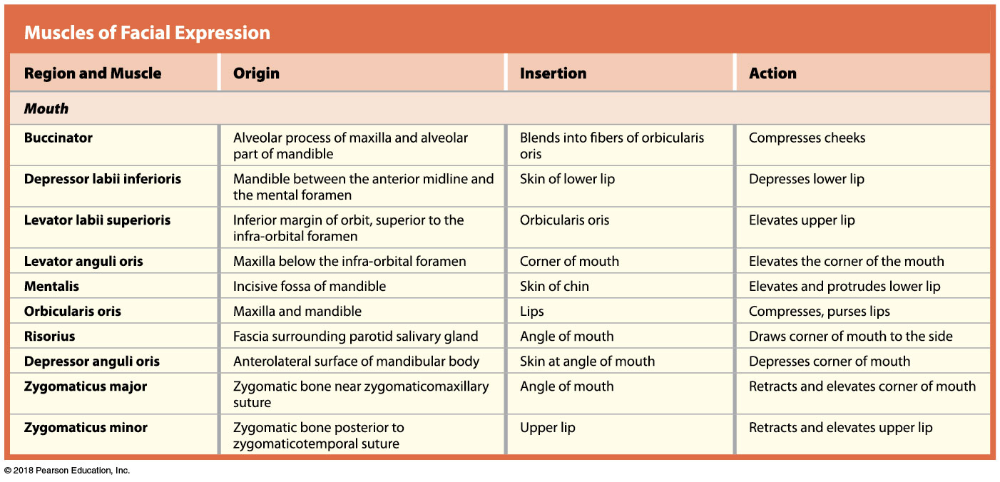 Muscles of Facial Expression
Region and Muscle Origin Insertion Action
Mouth
Buccinator Alveolar process of maxilla and alveolar Blends into fibers of orbicularis Compresses cheeks
part of mandible oris
Depressor labii inferioris Mandible between the anterior midline and Skin of lower lip Depresses lower lip
the mental foramen
Levator labii superioris Inferior margin of orbit, superior to the Orbicularis oris Elevates upper lip
infra-orbital foramen
Levator anguli oris Maxilla below the infra-orbital foramen Corner of mouth Elevates the corner of the mouth
Mentalis Incisive fossa of mandible Skin of chin Elevates and protrudes lower lip
Orbicularis oris Maxilla and mandible Lips Compresses, purses lips
Risorius Fascia surrounding parotid salivary gland Angle of mouth Draws corner of mouth to the side
Depressor anguli oris Anterolateral surface of mandibular body Skin at angle of mouth Depresses corner of mouth
Zygomaticus major Zygomatic bone near zygomaticomaxillary Angle of mouth Retracts and elevates corner of mouth
suture
Zygomaticus minor Zygomatic bone posterior to Upper lip Retracts and elevates upper lip
zygomaticotemporal suture
© 2018 Pearson Education, Inc.